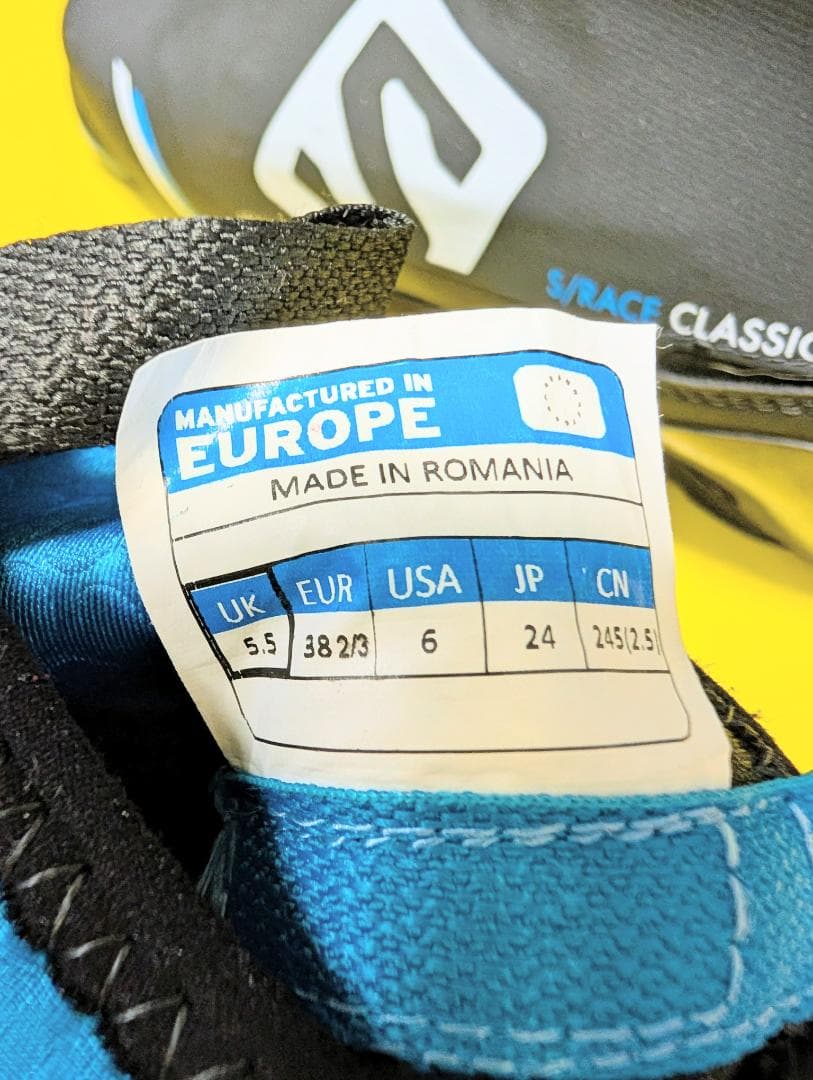 S/RACE CLASSIC
MANUFACTURED IN
EUROPE
MADE IN ROMANIA
UK EUR USA JP CN
5.5 38 2/3 6 24 245(2.5)